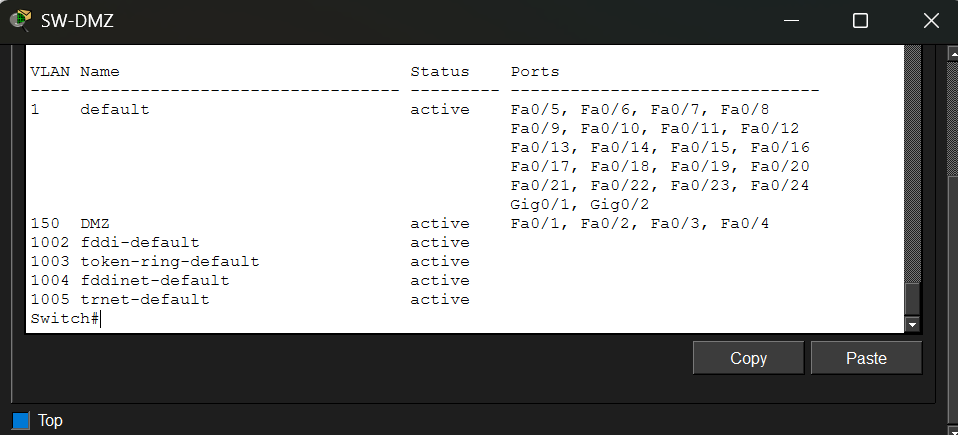 SW-DMZ
VLAN Name                             Status    Ports
---- -------------------------------- --------- -------------------------------
1    default                          active    Fa0/5, Fa0/6, Fa0/7, Fa0/8
                                                Fa0/9, Fa0/10, Fa0/11, Fa0/12
                                                Fa0/13, Fa0/14, Fa0/15, Fa0/16
                                                Fa0/17, Fa0/18, Fa0/19, Fa0/20
                                                Fa0/21, Fa0/22, Fa0/23, Fa0/24
                                                Gig0/1, Gig0/2
150  DMZ                              active    Fa0/1, Fa0/2, Fa0/3, Fa0/4
1002 fddi-default                     active
1003 token-ring-default               active
1004 fddinet-default                  active
1005 trnet-default                    active
Switch#
Copy Paste
Top